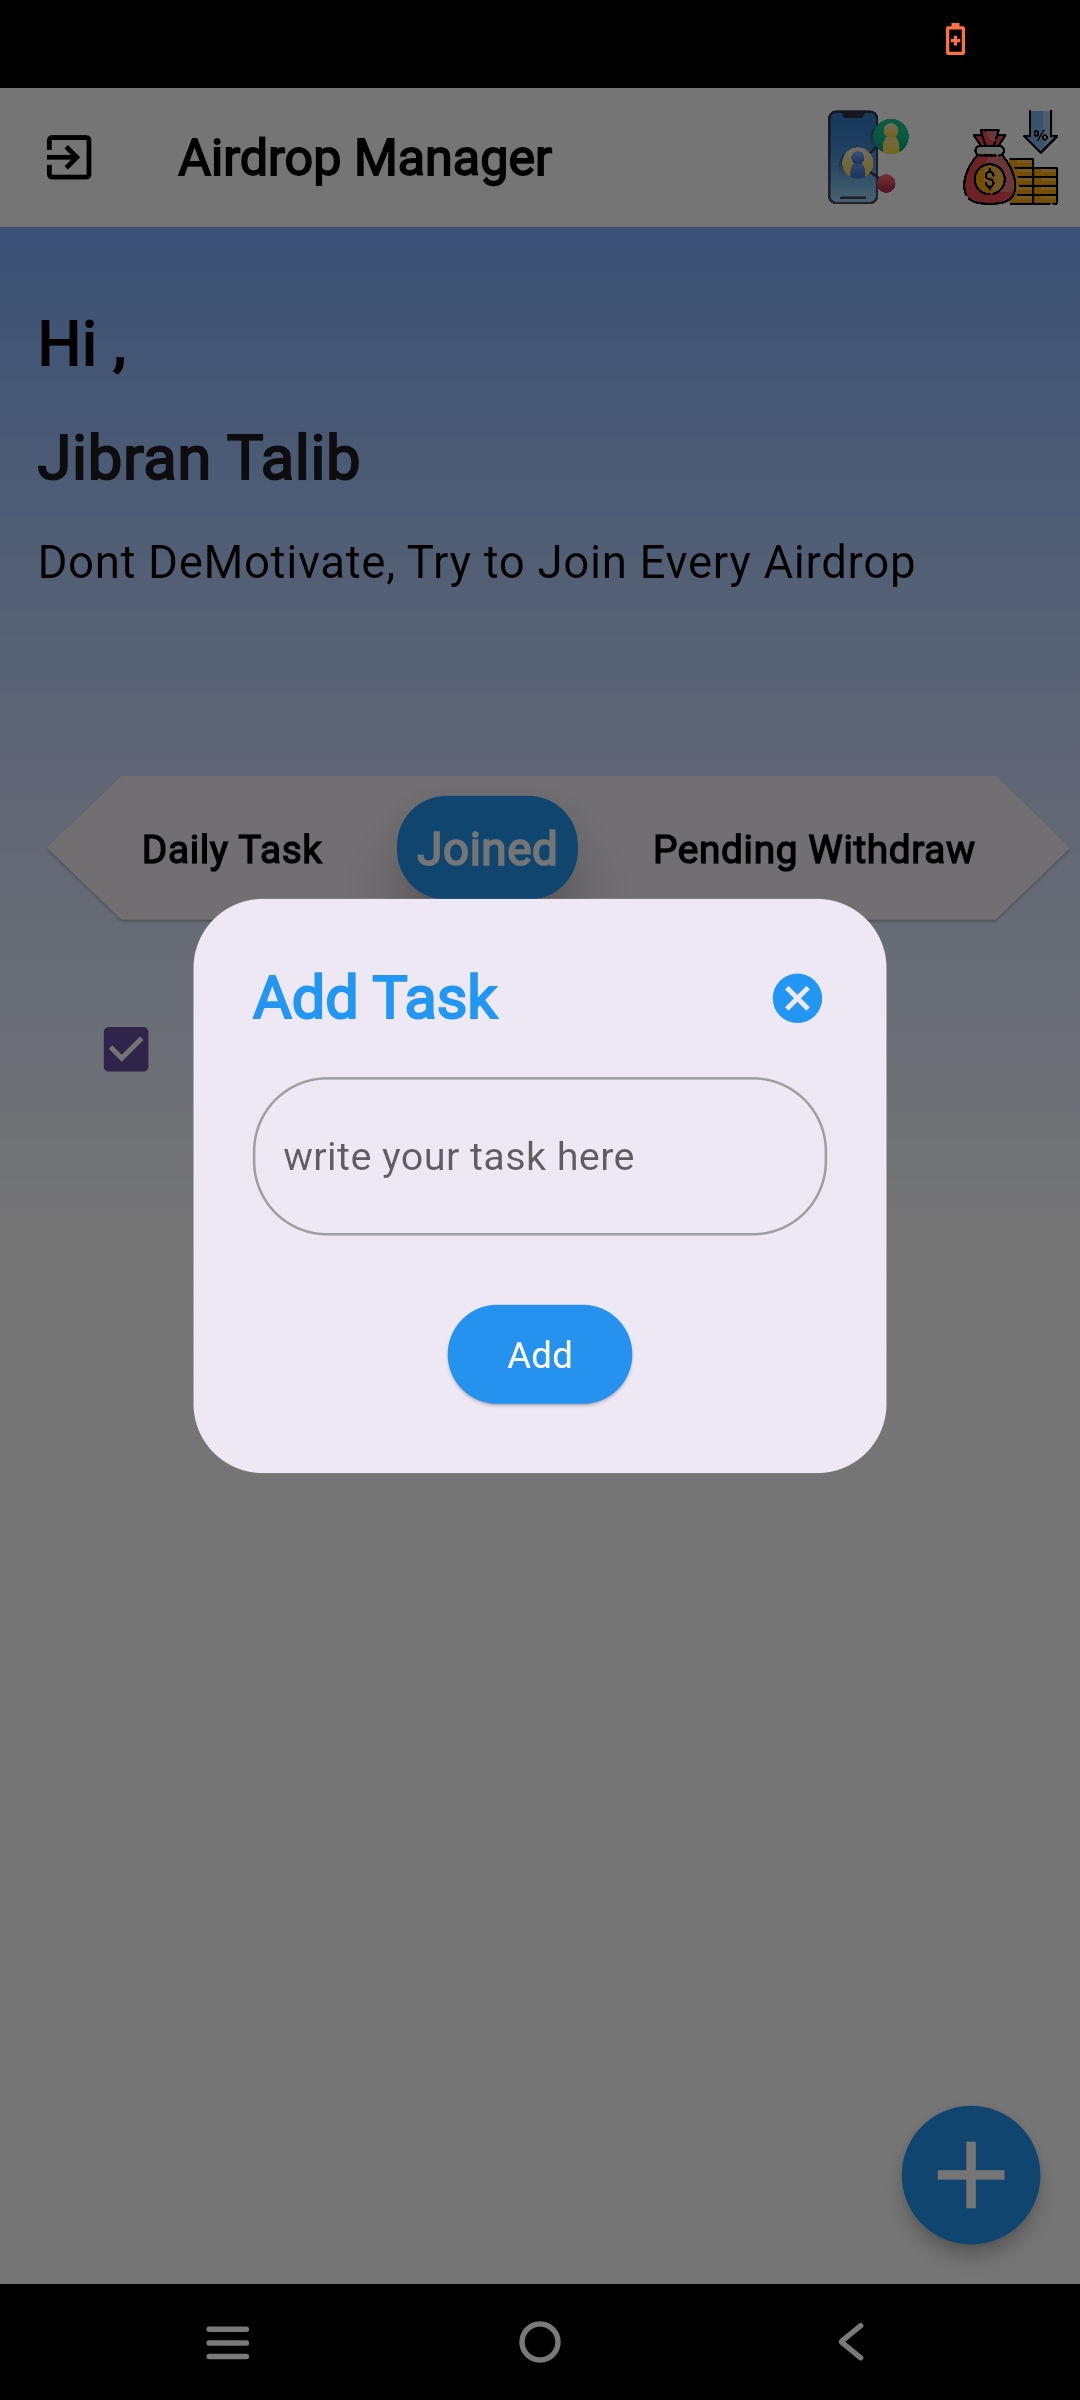 Airdrop Manager
%
$
Hi ,
Jibran Talib
Dont DeMotivate, Try to Join Every Airdrop
Daily Task
Joined
Pending Withdraw
Add Task
write your task here
Add